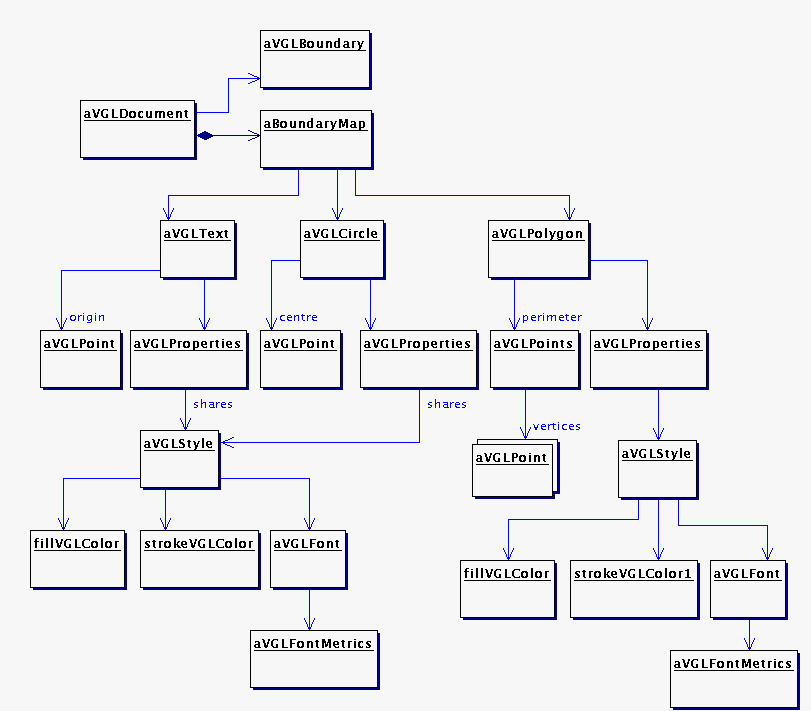 aVGLBoundary
aVGLDocument
aBoundaryMap
aVGLText
aVGLCircle
aVGLPolygon
origin
centre
perimeter
aVGLPoint
aVGLProperties
aVGLPoint
aVGLProperties
aVGLPoints
aVGLProperties
shares
shares
vertices
aVGLStyle
aVGLPoint
aVGLStyle
fillVGLColor
strokeVGLColor
aVGLFont
fillVGLColor
strokeVGLColor1
aVGLFont
aVGLFontMetrics
aVGLFontMetrics